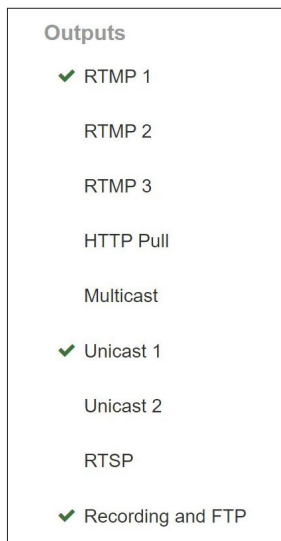 Outputs
✔ RTMP 1
RTMP 2
RTMP 3
HTTP Pull
Multicast
✔ Unicast 1
Unicast 2
RTSP
✔ Recording and FTP